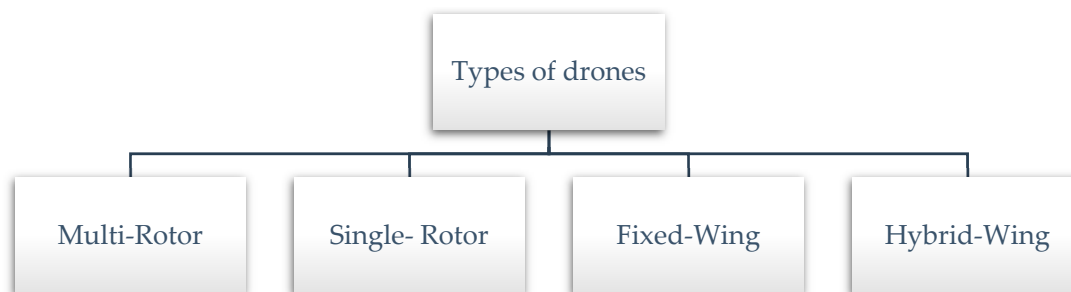 Types of drones
Multi-Rotor
Single- Rotor
Fixed-Wing
Hybrid-Wing